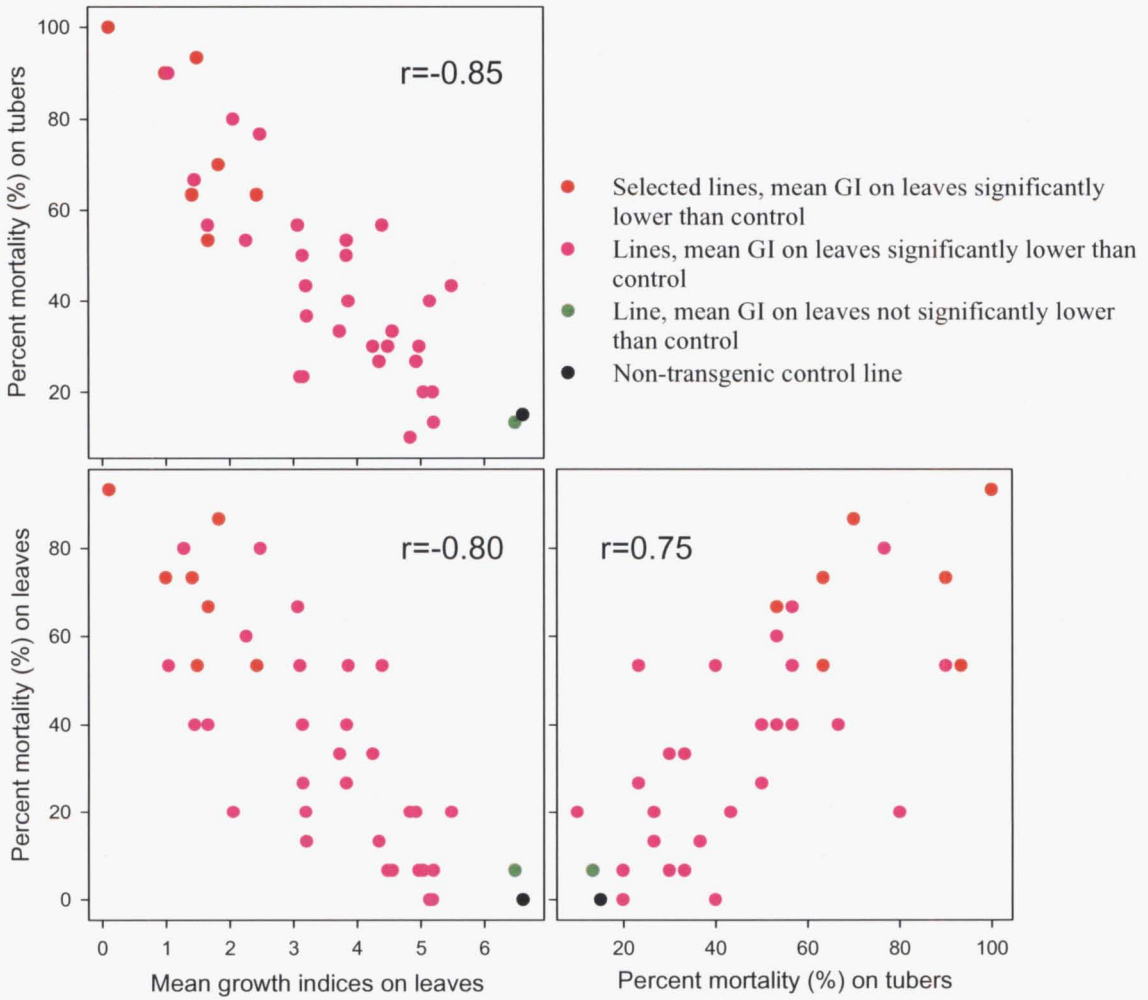 Percent mortality (%) on tubers
100
80
60
40
20
r=-0.85
Selected lines, mean GI on leaves significantly
lower than control
Lines, mean GI on leaves significantly lower than
control
Line, mean GI on leaves not significantly lower
than control
Non-transgenic control line
Percent mortality (%) on leaves
80
60
40
20
0
r=-0.80
r=0.75
0 1 2 3 4 5 6
20 40 60 80 100
Mean growth indices on leaves
Percent mortality (%) on tubers